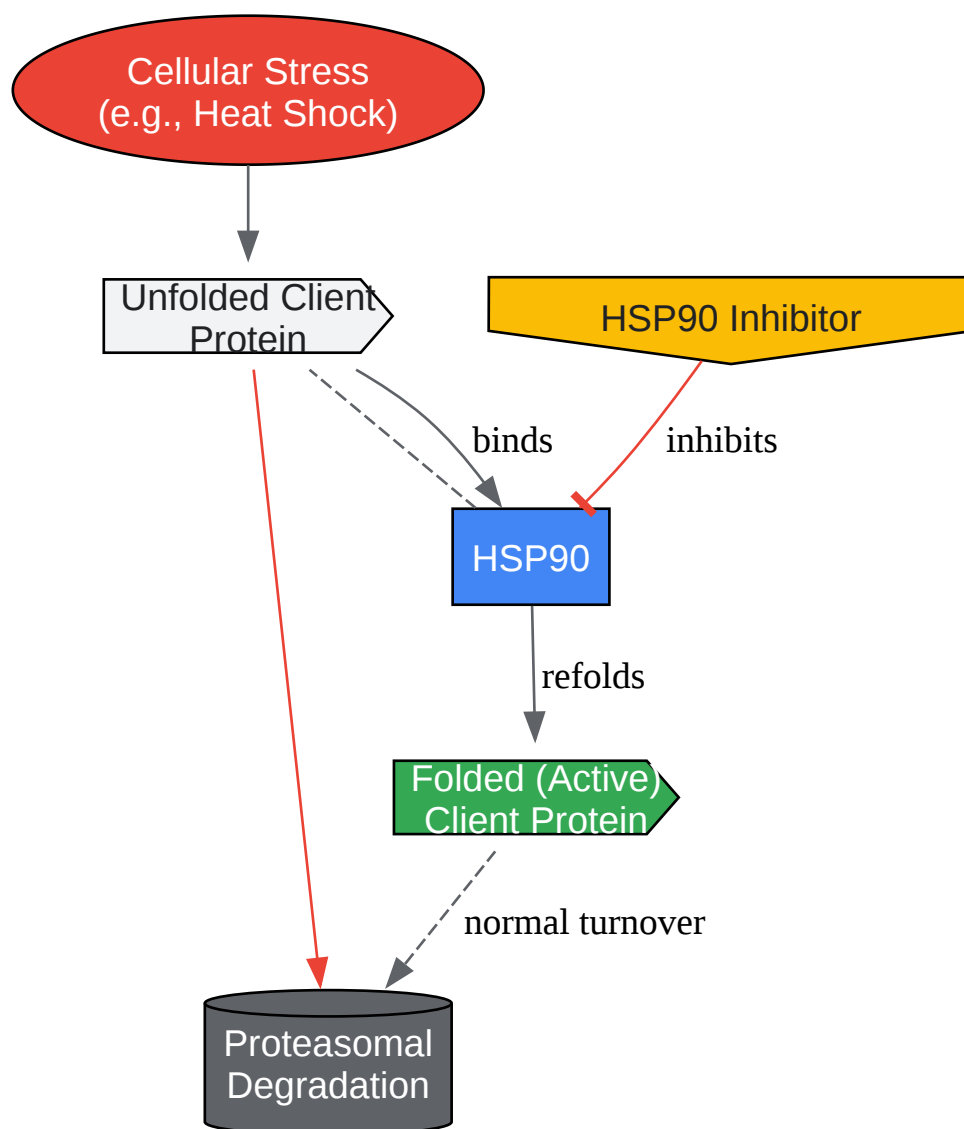 Cellular Stress
(e.g., Heat Shock)
Unfolded Client
Protein
HSP90 Inhibitor
binds
inhibits
HSP90
refolds
Folded (Active)
Client Protein
normal turnover
Proteasomal
Degradation